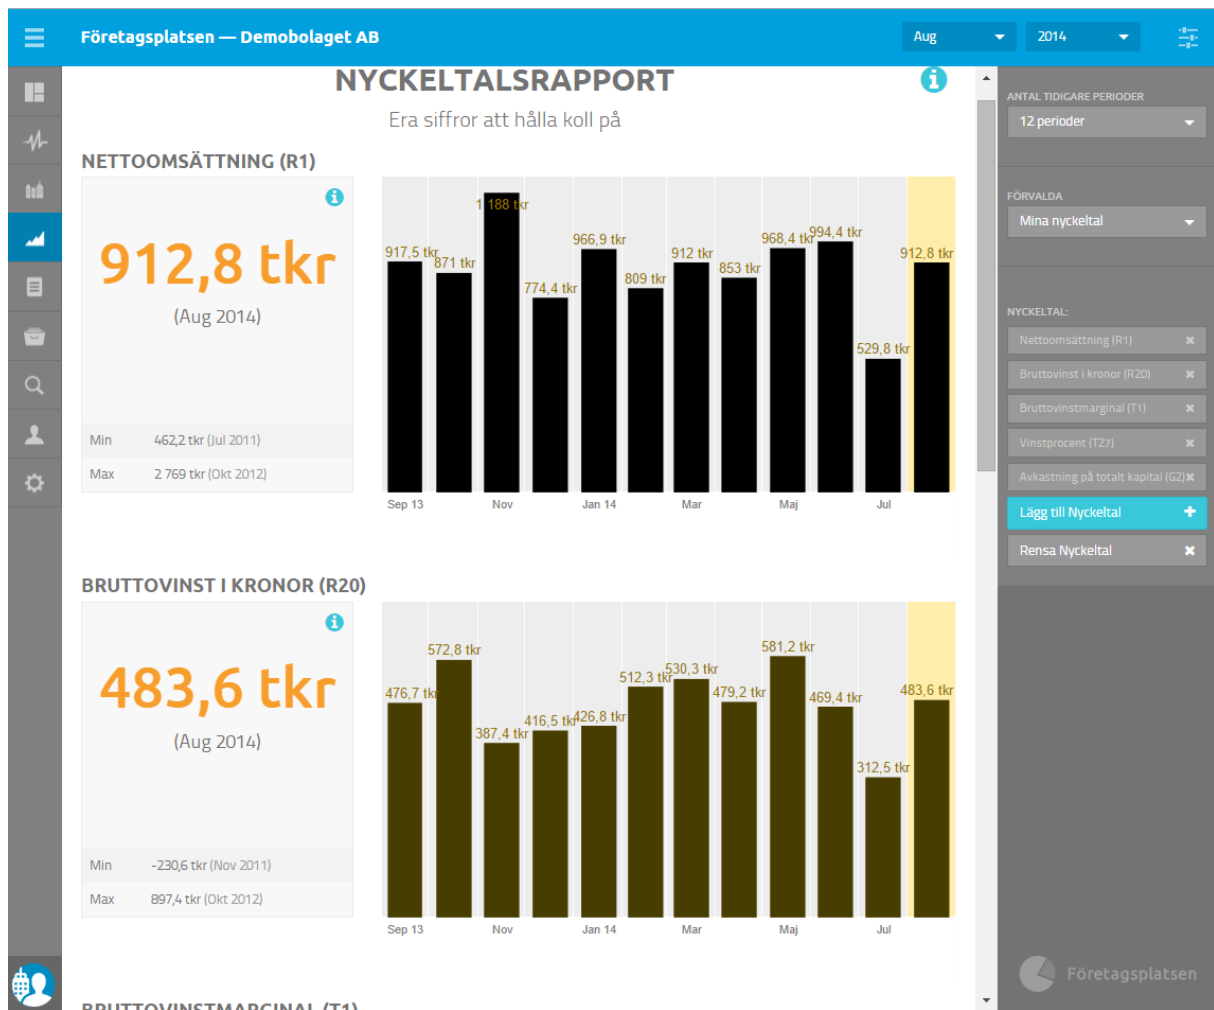 Företagsplatsen — Demobolaget AB
Aug
2014
NYCKELTALSRAPPORT
Era siffror att hålla koll på
NETTOOMSÄTTNING (R1)
912,8 tkr
(Aug 2014)
Min 462,2 tkr (Jul 2011)
Max 2 769 tkr (Okt 2012)
917,5 tkr
871 tkr
1 188 tkr
774,4 tkr
966,9 tkr
809 tkr
912 tkr
853 tkr
968,4 tkr
994,4 tkr
529,8 tkr
912,8 tkr
Sep 13 Nov Jan 14 Mar Maj Jul
BRUTTOVINST I KRONOR (R20)
483,6 tkr
(Aug 2014)
Min -230,6 tkr (Nov 2011)
Max 897,4 tkr (Okt 2012)
476,7 tkr
572,8 tkr
387,4 tkr
416,5 tkr
426,8 tkr
512,3 tkr
530,3 tkr
479,2 tkr
581,2 tkr
469,4 tkr
312,5 tkr
483,6 tkr
Sep 13 Nov Jan 14 Mar Maj Jul
BRUTTOVINSTMARGINAL (T1)
ANTAL TIDIGARE PERIODER
12 perioder
FÖRVALDA
Mina nyckeltal
NYCKELTAL:
Nettoomsättning (R1)
Bruttovinst i kronor (R20)
Bruttovinstmarginal (T1)
Vinstprocent (T27)
Avkastning på totalt kapital (G2)
Lägg till Nyckeltal
Rensa Nyckeltal
Företagsplatsen